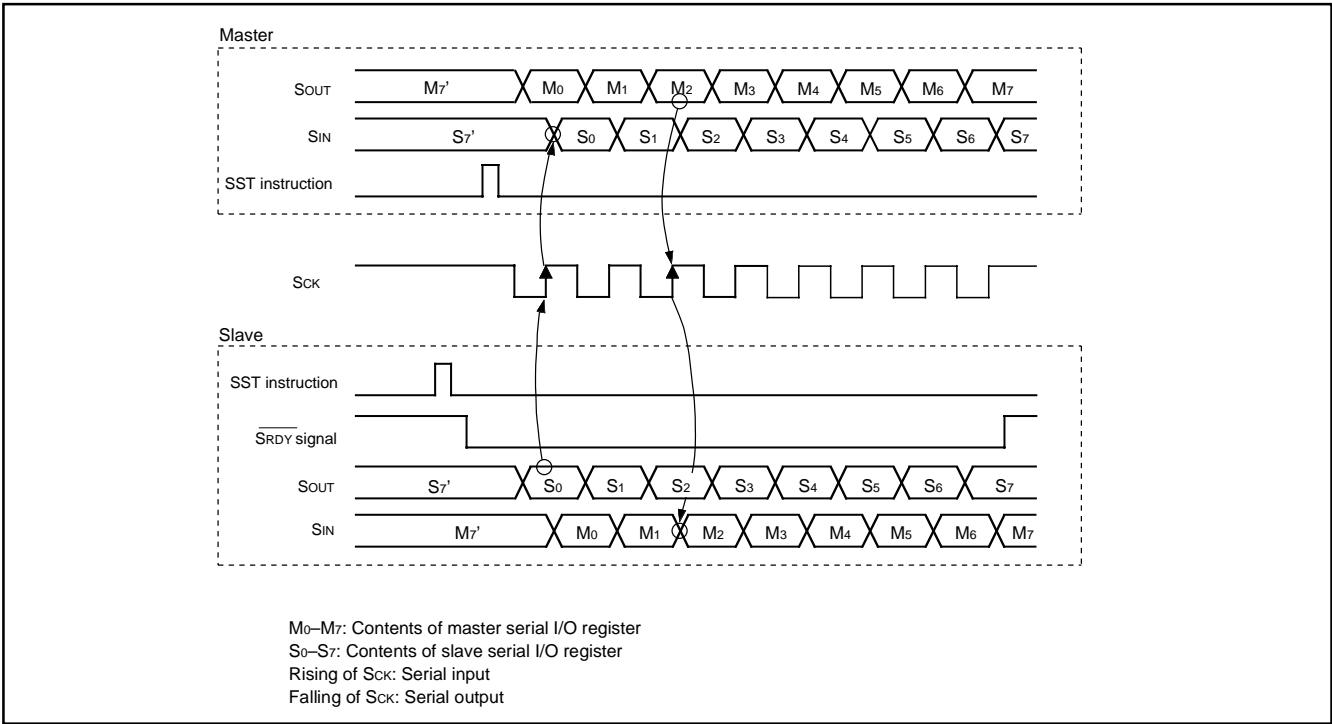 Master
SOUT M7' M0 M1 M2 M3 M4 M5 M6 M7
SIN S7' S0 S1 S2 S3 S4 S5 S6 S7
SST instruction
SCK
Slave
SST instruction
SRDY signal
SOUT S7' S0 S1 S2 S3 S4 S5 S6 S7
SIN M7' M0 M1 M2 M3 M4 M5 M6 M7
M0–M7: Contents of master serial I/O register
S0–S7: Contents of slave serial I/O register
Rising of SCK: Serial input
Falling of SCK: Serial output